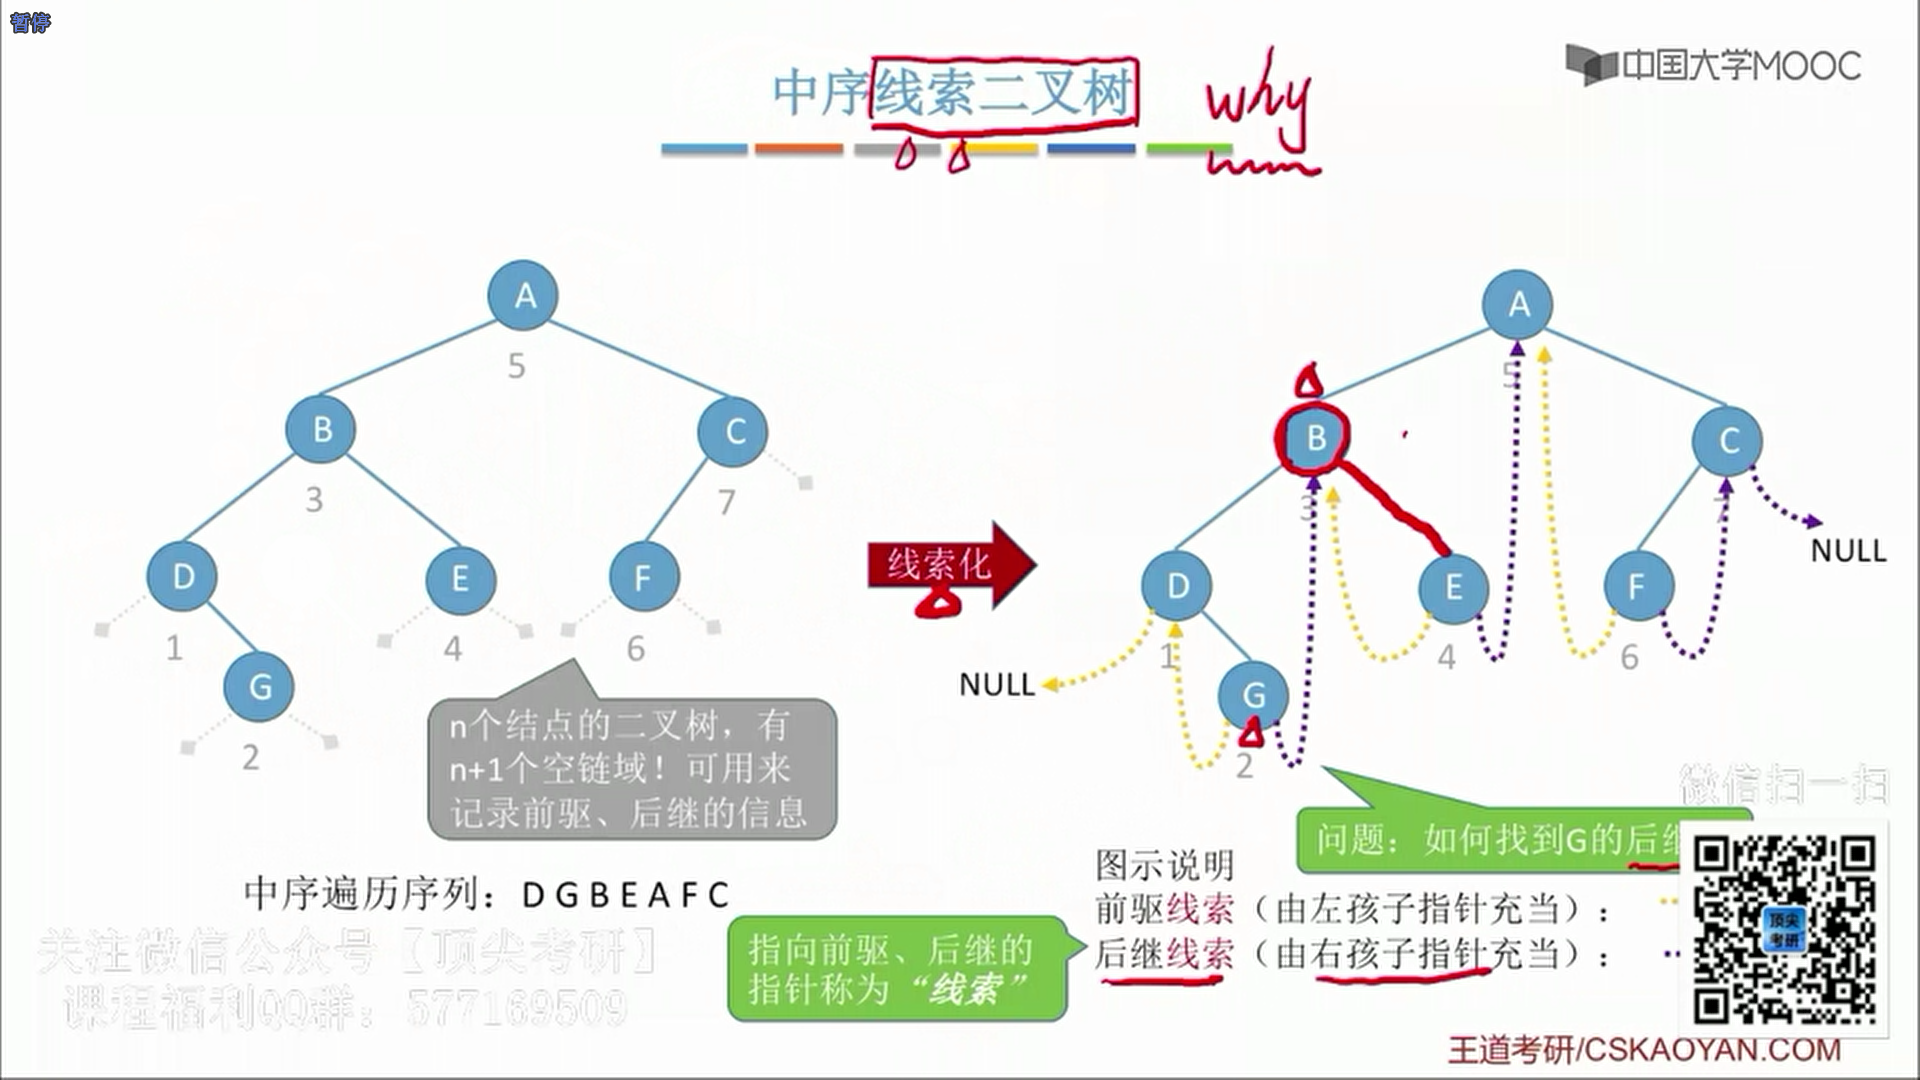 暂停
中序线索二叉树
why
中国大学MOOC
A
5
B
C
3
7
D
E
F
1
4
6
G
2
n个结点的二叉树，有
n+1个空链域！可用来
记录前驱、后继的信息
中序遍历序列：D G B E A F C
线索化
A
5
B
C
3
7
NULL
D
E
F
1
4
6
NULL
G
2
问题：如何找到G的后继
图示说明
前驱线索（由左孩子指针充当）：
后继线索（由右孩子指针充当）：
指向前驱、后继的
指针称为“线索”
微信扫一扫
顶尖
考研
关注微信公众号【顶尖考研】
课程福利QQ群：577169509
王道考研/CSKAOYAN.COM